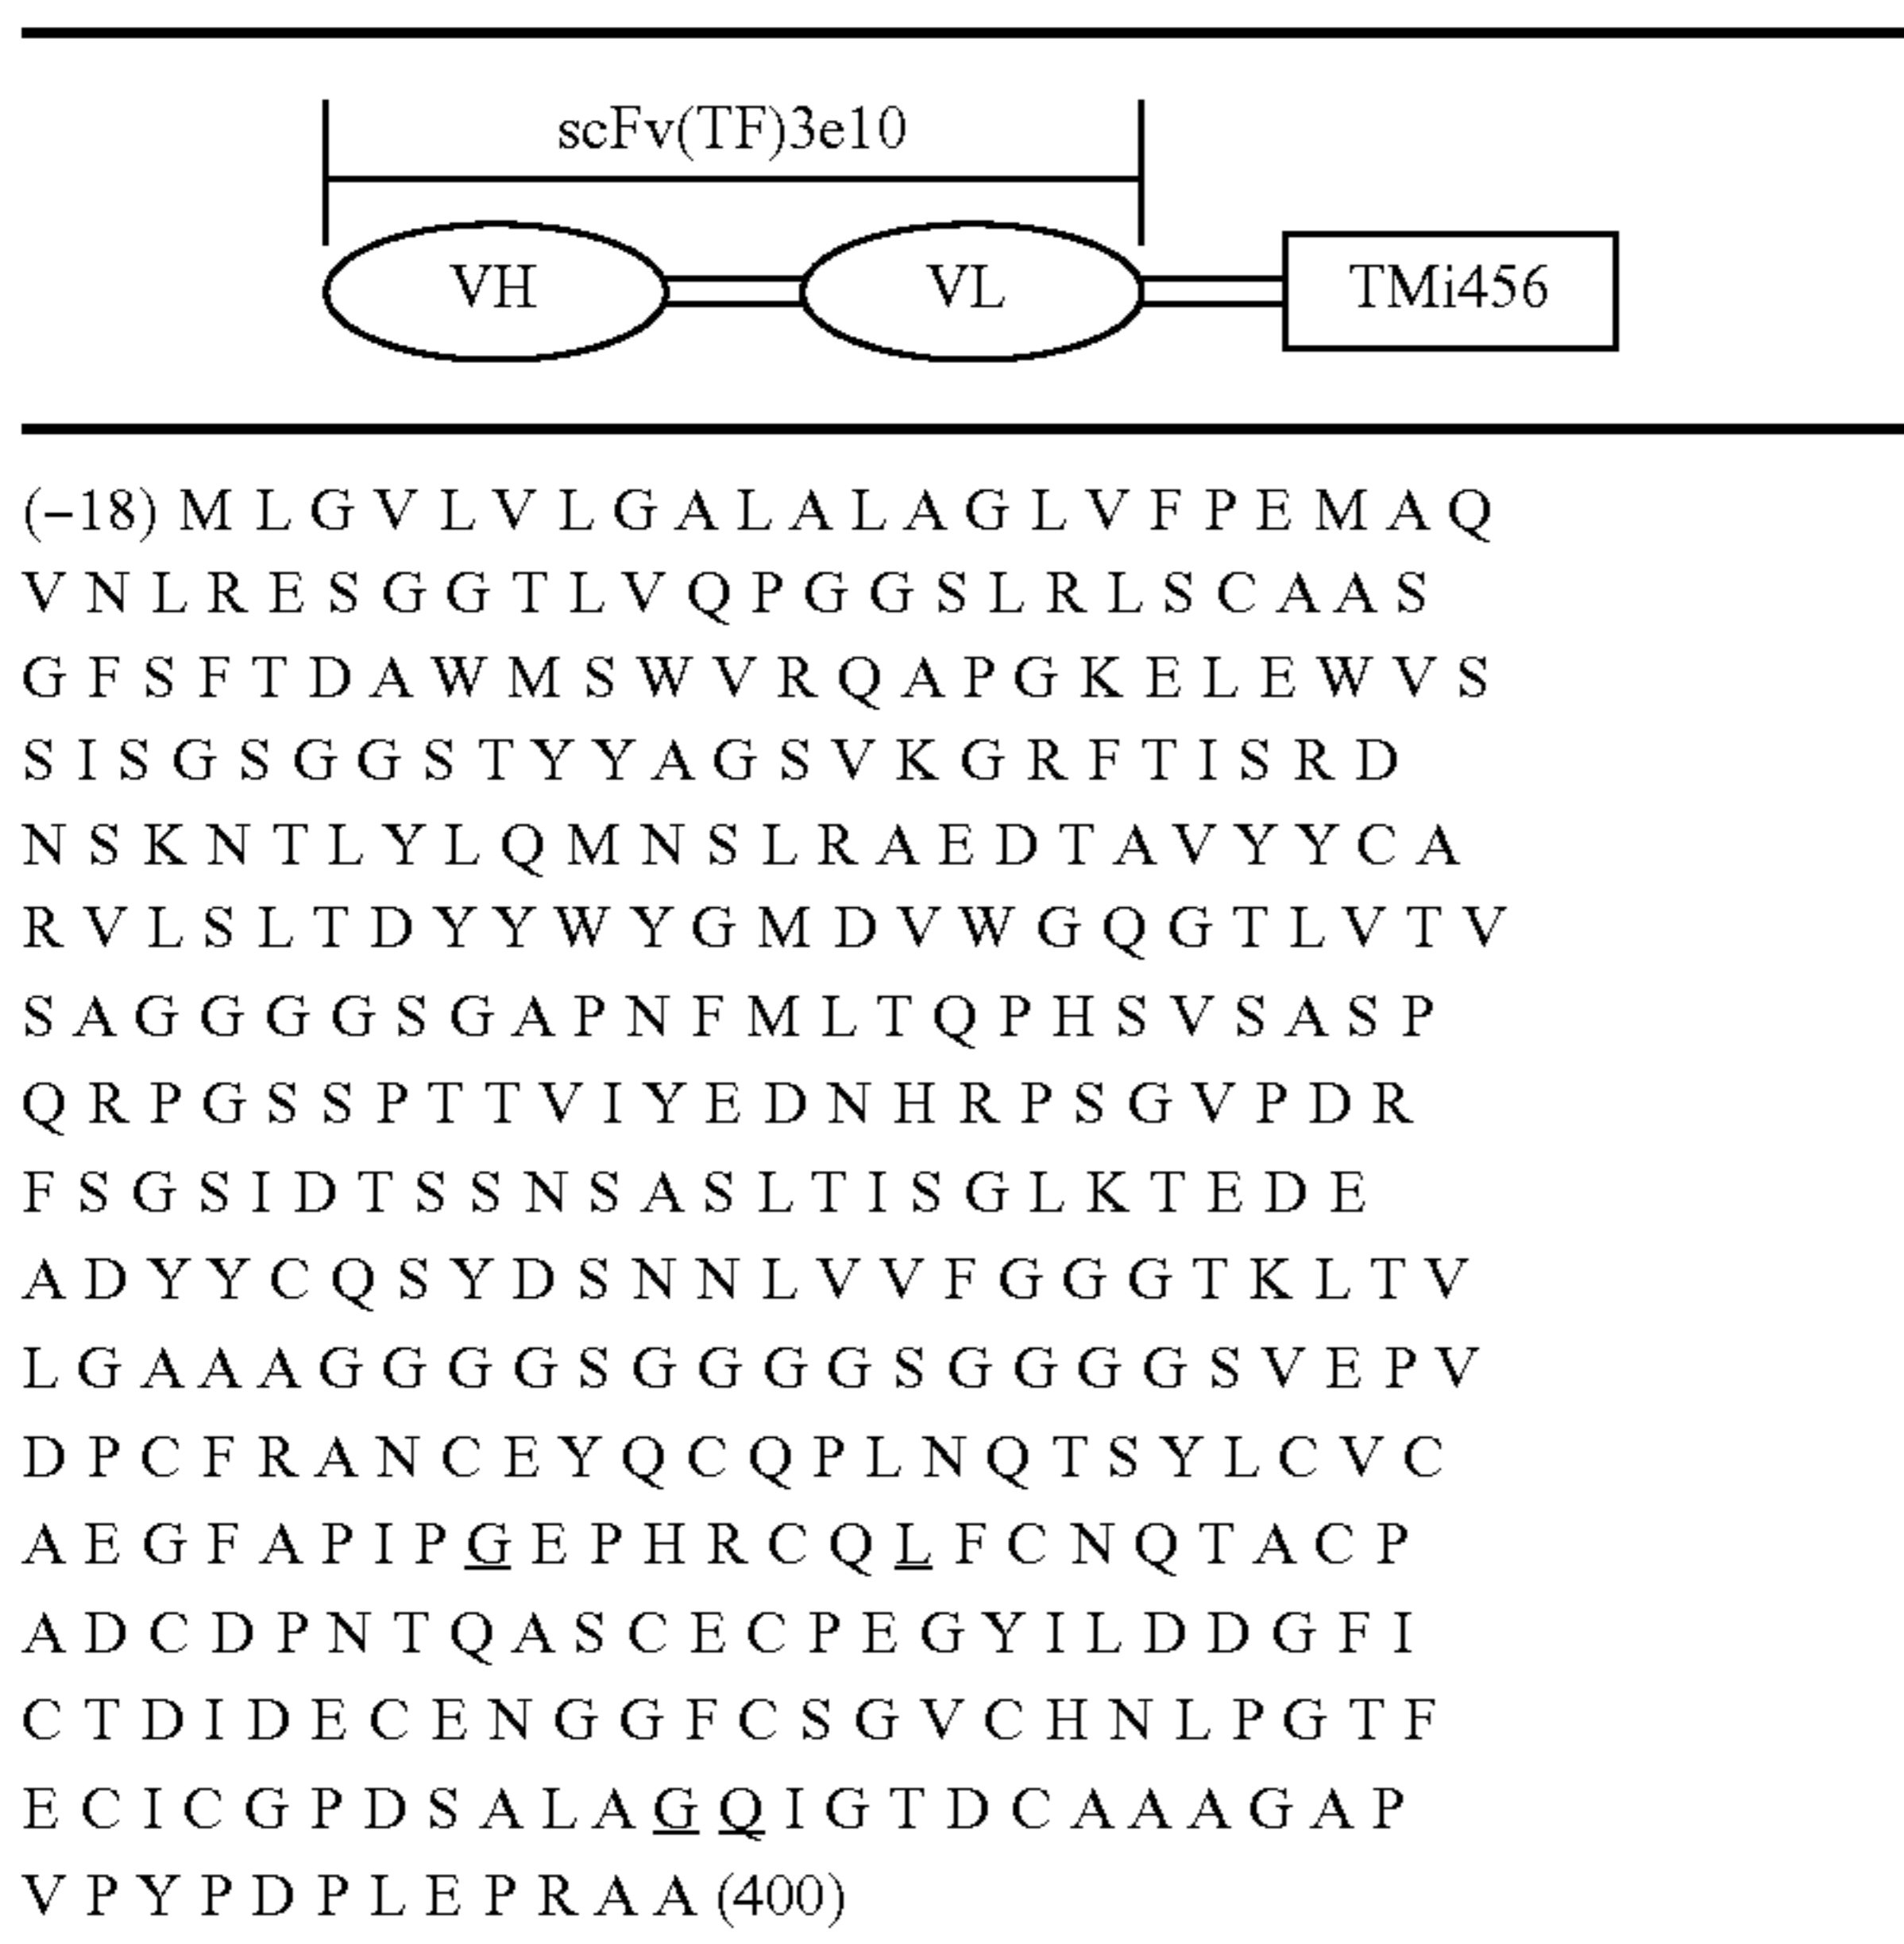 scFv(TF)3e10
VH VL TMi456
(−18) M L G V L V L G A L A L A G L V F P E M A Q
V N L R E S G G T L V Q P G G S L R L S C A A S
G F S F T D A W M S W V R Q A P G K E L E W V S
S I S G S G G S T Y Y A G S V K G R F T I S R D
N S K N T L Y L Q M N S L R A E D T A V Y Y C A
R V L S L T D Y Y W Y G M D V W G Q G T L V T V
S A G G G G S G A P N F M L T Q P H S V S A S P
Q R P G S S P T T V I Y E D N H R P S G V P D R
F S G S I D T S S N S A S L T I S G L K T E D E
A D Y Y C Q S Y D S N N L V V F G G G T K L T V
L G A A A G G G G S G G G G S G G G G S V E P V
D P C F R A N C E Y Q C Q P L N Q T S Y L C V C
A E G F A P I P G E P H R C Q L F C N Q T A C P
A D C D P N T Q A S C E C P E G Y I L D D G F I
C T D I D E C E N G G F C S G V C H N L P G T F
E C I C G P D S A L A G Q I G T D C A A A G A P
V P Y P D P L E P R A A (400)